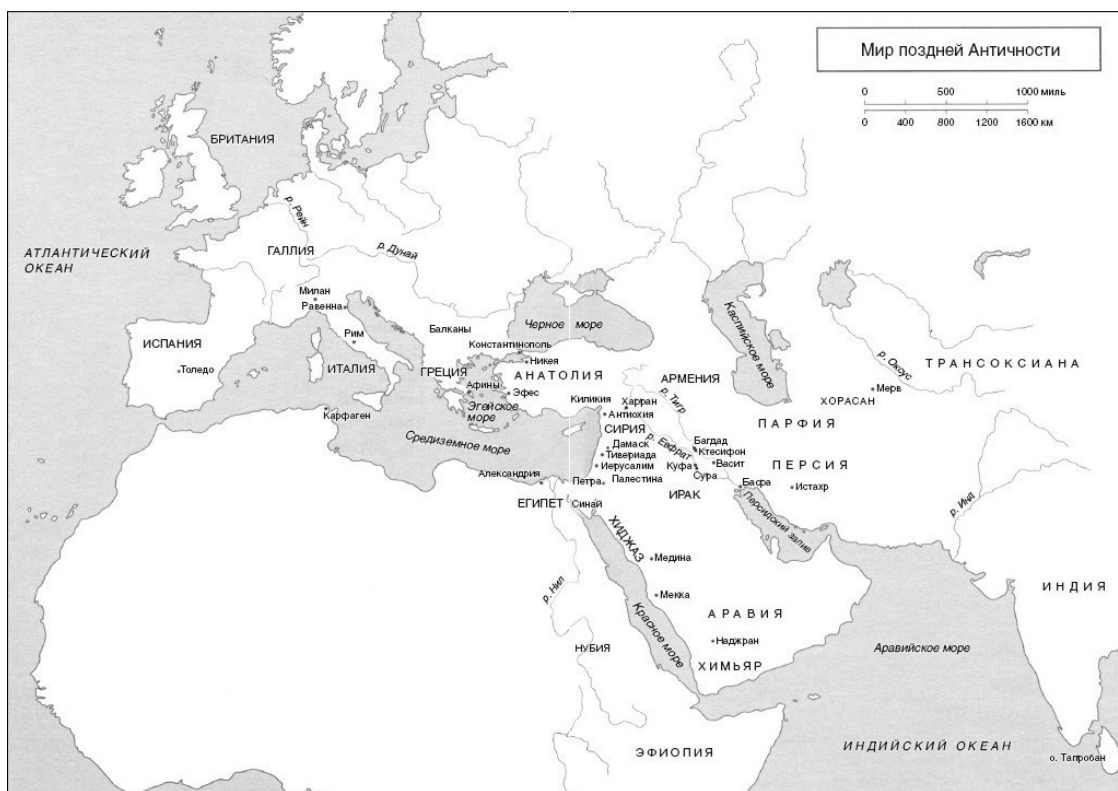 Мир поздней Античности
0 500 1000 миль
0 400 800 1200 1600 км
БРИТАНИЯ
АТЛАНТИЧЕСКИЙ
ОКЕАН
р. Рейн
ГАЛЛИЯ
р. Дунай
Милан
Равенна
Рим
ИСПАНИЯ
Толедо
ИТАЛИЯ
Карфаген
Балканы
Константинополь
Никея
ГРЕЦИЯ
Афины
Эфес
Эгейское
море
Черное море
АНАТОЛИЯ
Киликия
АРМЕНИЯ
р. Тигр
Харран
Антиохия
СИРИЯ
р. Евфрат
Дамаск
Тивериада
Иерусалим
Палестина
Петра
Средиземное море
Александрия
ЕГИПЕТ
Синай
Багдад
Ктесифон
Куфа
Васит
Сура
ИРАК
Басра
Каспийское море
р. Окоус
ТРАНСОКСИАНА
Мерв
ХОРАСАН
ПАРФИЯ
ПЕРСИЯ
Истахр
Персидский залив
р. Инд
ИНДИЯ
ХИДЖАЗ
Медина
Мекка
АРАВИЯ
Наджран
ХИМЬЯР
Красное море
р. Нил
НУБИЯ
ЭФИОПИЯ
Аравийское море
ИНДИЙСКИЙ ОКЕАН
о. Тапробан